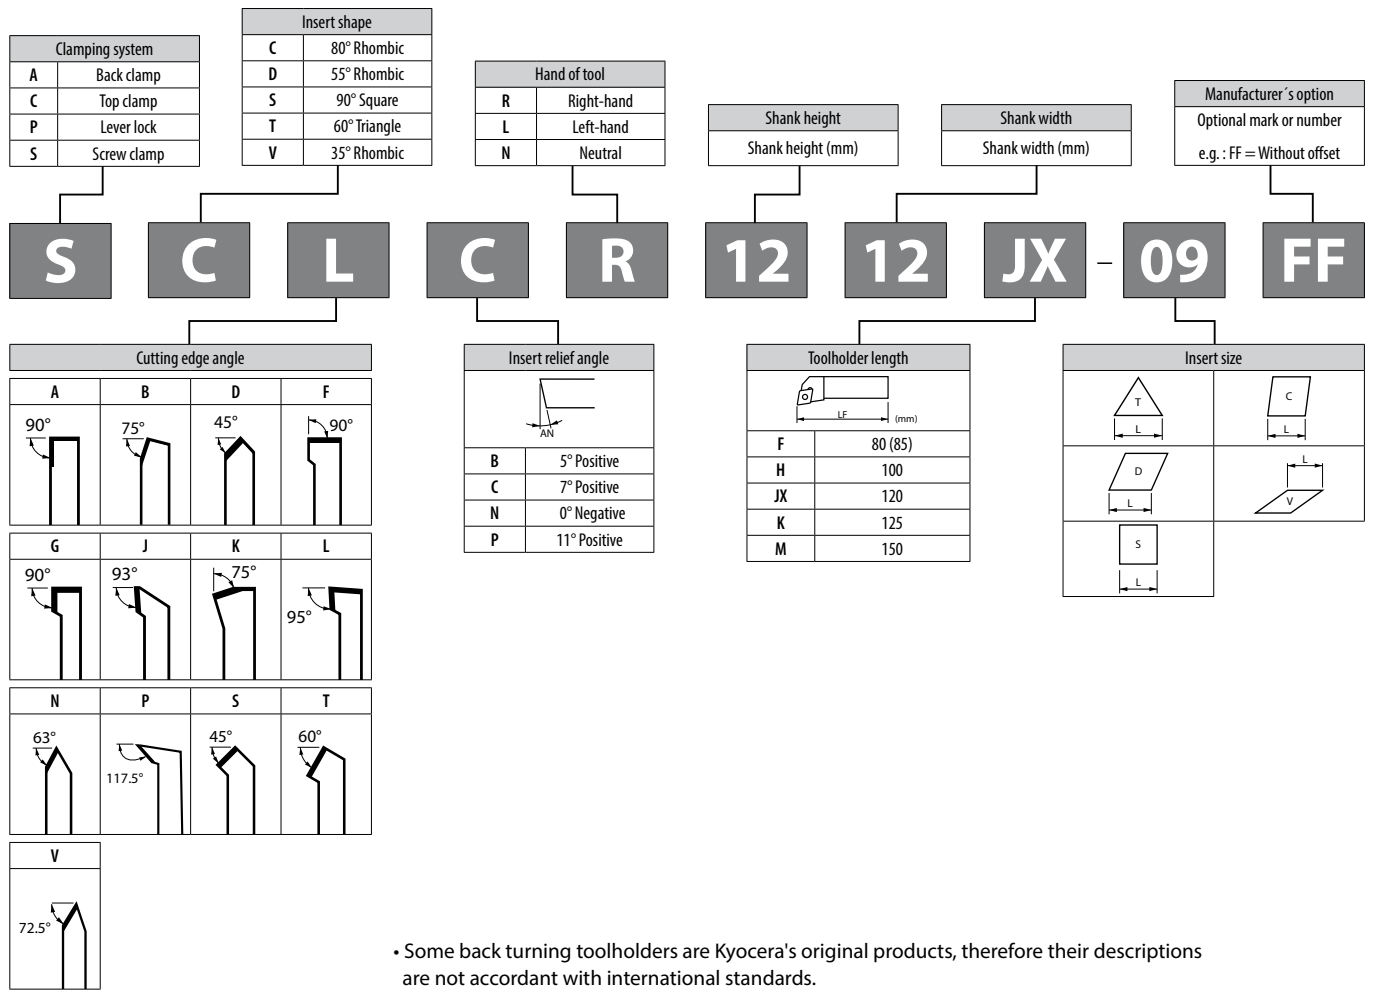 Clamping system
A Back clamp
C Top clamp
P Lever lock
S Screw clamp
Insert shape
C 80° Rhombic
D 55° Rhombic
S 90° Square
T 60° Triangle
V 35° Rhombic
Hand of tool
R Right-hand
L Left-hand
N Neutral
Shank height
Shank height (mm)
Shank width
Shank width (mm)
Manufacturer´s option
Optional mark or number
e.g. : FF = Without offset
S C L C R 12 12 JX - 09 FF
Cutting edge angle
A B D F
90° 75° 45° 90°
G J K L
90° 93° 75° 95°
N P S T
63° 117.5° 45° 60°
V
72.5°
Insert relief angle
AN
B 5° Positive
C 7° Positive
N 0° Negative
P 11° Positive
Toolholder length
LF (mm)
F 80 (85)
H 100
JX 120
K 125
M 150
Insert size
T C
L L
D L
L V
S
L
• Some back turning toolholders are Kyocera's original products, therefore their descriptions
are not accordant with international standards.